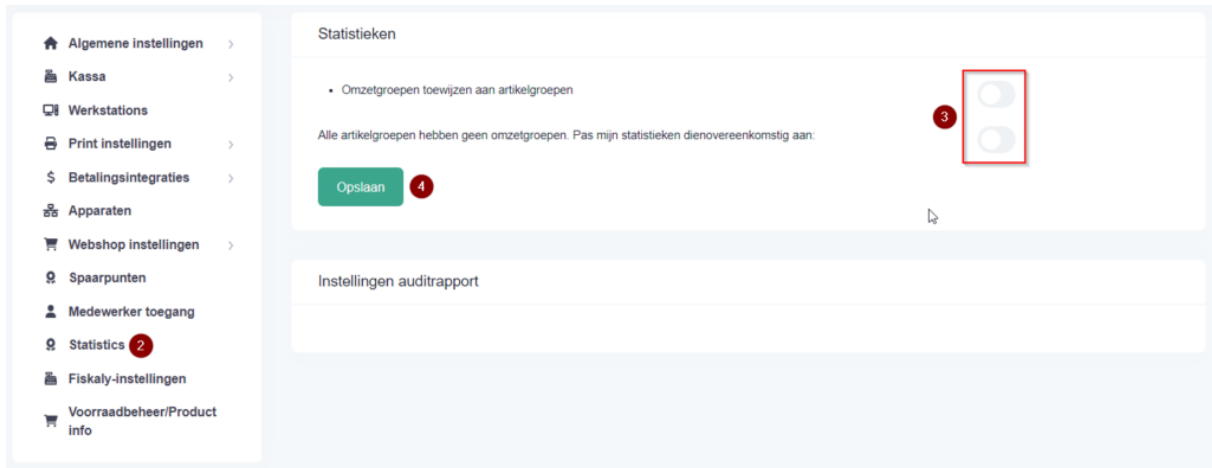 Algemene instellingen
Kassa
Werkstations
Print instellingen
Betalingsintegraties
Apparaten
Webshop instellingen
Spaarpunten
Medewerker toegang
Statistics 2
Fiskaly-instellingen
Voorraadbeheer/Product
info
Statistieken
• Omzetgroepen toewijzen aan artikelgroepen
3
Alle artikelgroepen hebben geen omzetgroepen. Pas mijn statistieken dienovereenkomstig aan:
Opslaan 4
Instellingen auditrapport